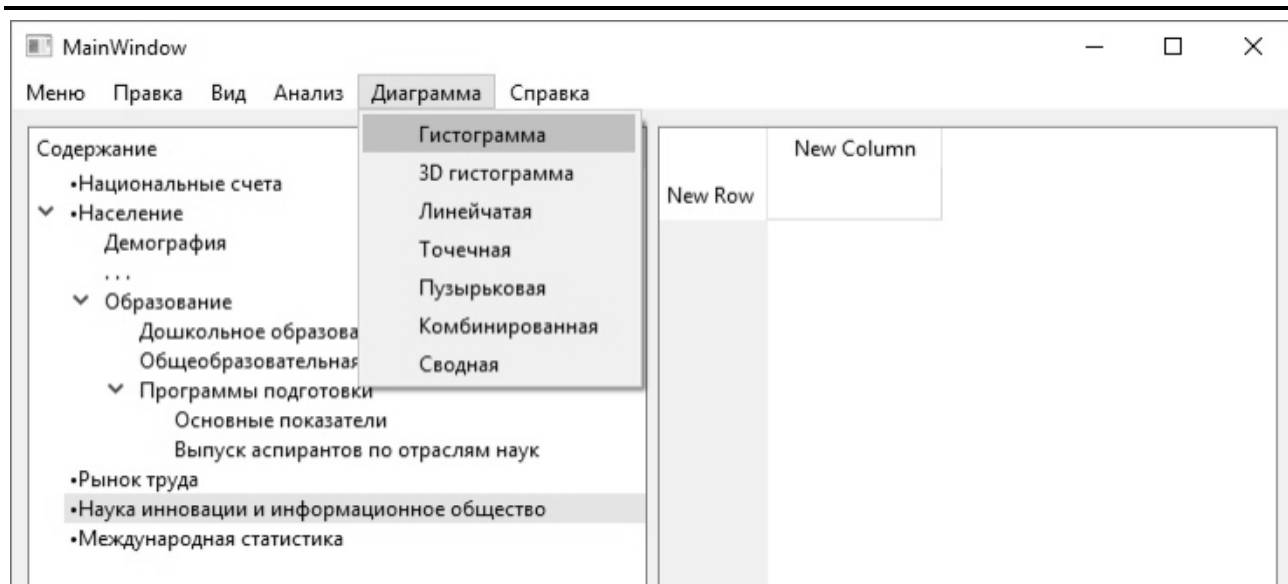 MainWindow
Меню Правка Вид Анализ Диаграмма Справка
Содержание
•Национальные счета
•Население
Демография
. . .
Образование
Дошкольное образова
Общеобразовательная
Программы подготовки
Основные показатели
Выпуск аспирантов по отраслям наук
•Рынок труда
•Наука инновации и информационное общество
•Международная статистика
Гистограмма
3D гистограмма
Линейчатая
Точечная
Пузырьковая
Комбинированная
Сводная
New Column
New Row